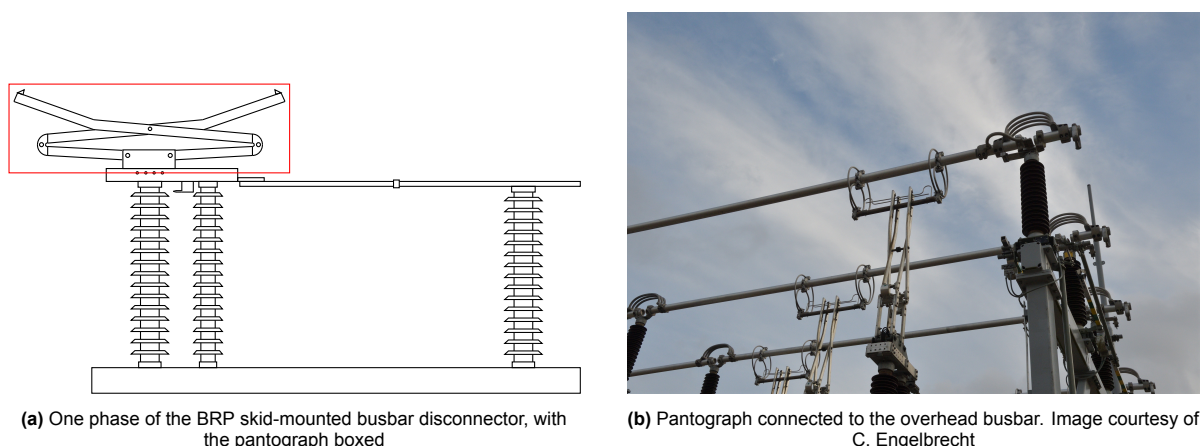 (a) One phase of the BRP skid-mounted busbar disconnector, with
the pantograph boxed
(b) Pantograph connected to the overhead busbar. Image courtesy of
C. Engelbrecht